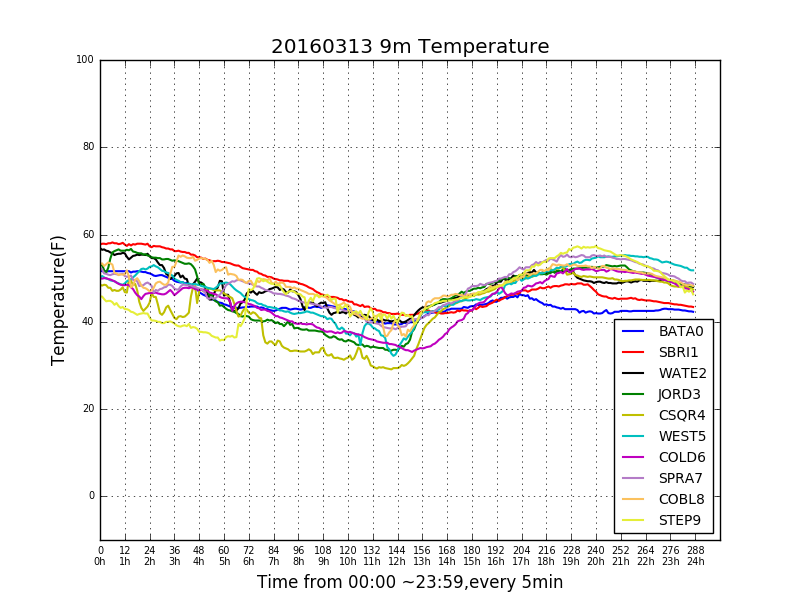 20160313 9m Temperature
Temperature(F)
100
80
60
40
20
0
BATA0
SBRI1
WATE2
JORD3
CSQR4
WEST5
COLD6
SPRA7
COBL8
STEP9
0 12 24 36 48 60 72 84 96 108 120 132 144 156 168 180 192 204 216 228 240 252 264 276 288
0h 1h 2h 3h 4h 5h 6h 7h 8h 9h 10h 11h 12h 13h 14h 15h 16h 17h 18h 19h 20h 21h 22h 23h 24h
Time from 00:00 ~23:59,every 5min